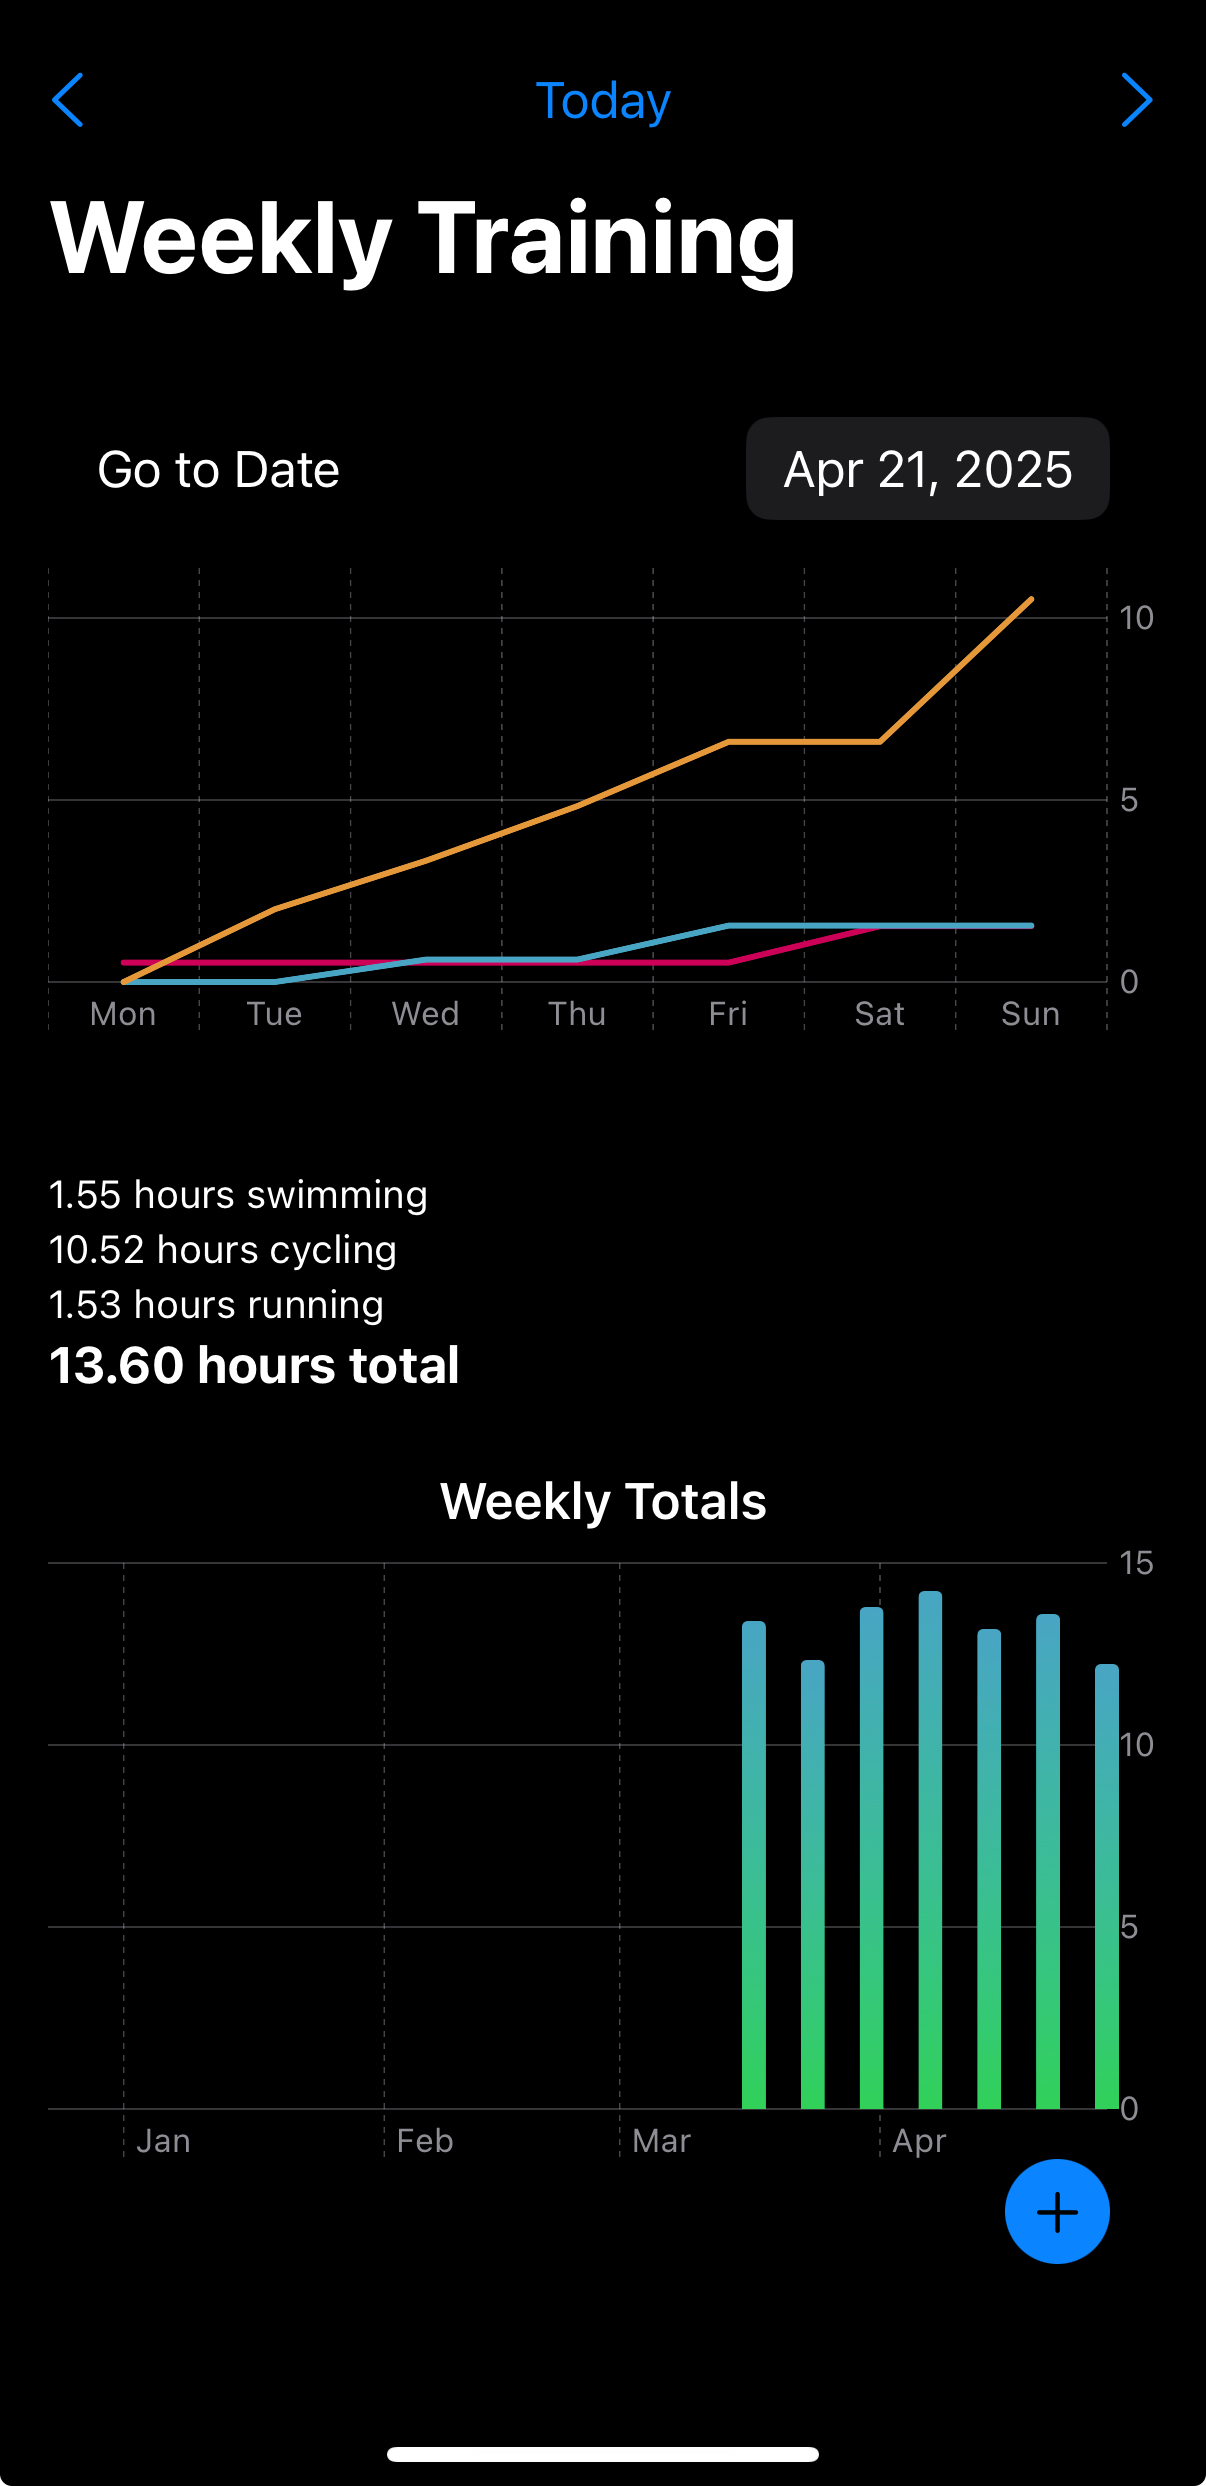 Today
Weekly Training
Go to Date
Apr 21, 2025
10
5
0
Mon Tue Wed Thu Fri Sat Sun
1.55 hours swimming
10.52 hours cycling
1.53 hours running
13.60 hours total
Weekly Totals
15
10
5
0
Jan Feb Mar Apr